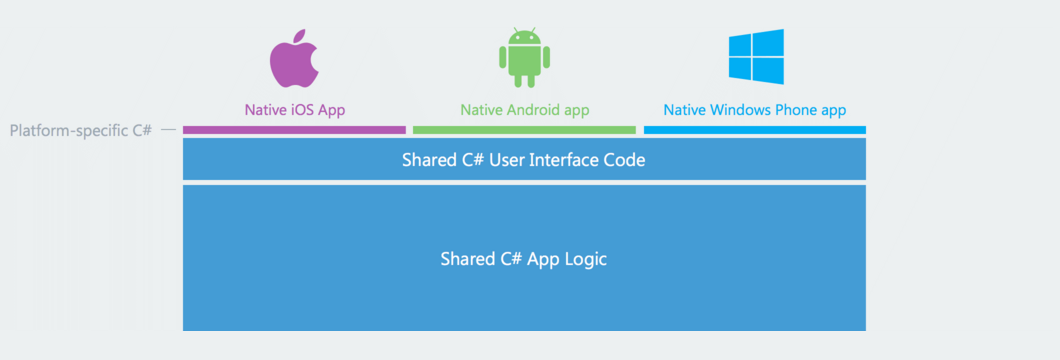 Native iOS App
Native Android app
Native Windows Phone app
Platform-specific C#
Shared C# User Interface Code
Shared C# App Logic